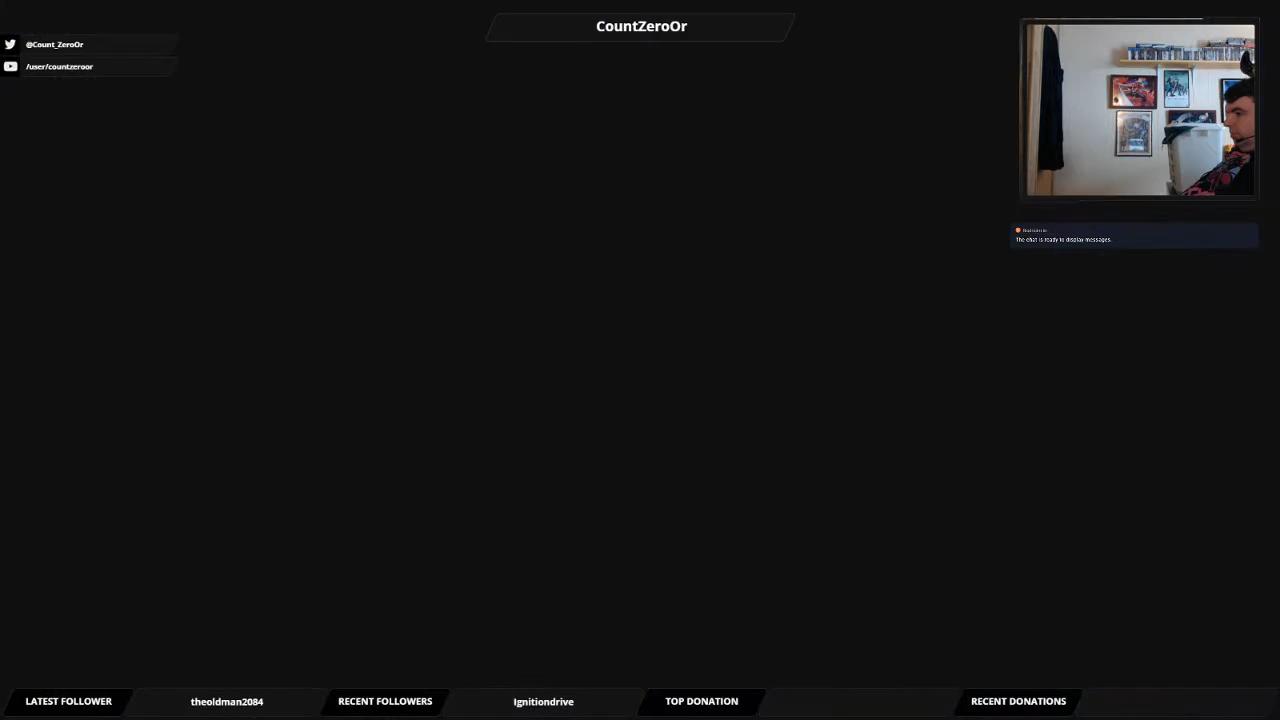 CountZeroOr
@Count_ZeroOr
/user/countzeroor
The chat is ready to display messages.
LATEST FOLLOWER
theoldman2084
RECENT FOLLOWERS
Ignitiondrive
TOP DONATION
RECENT DONATIONS